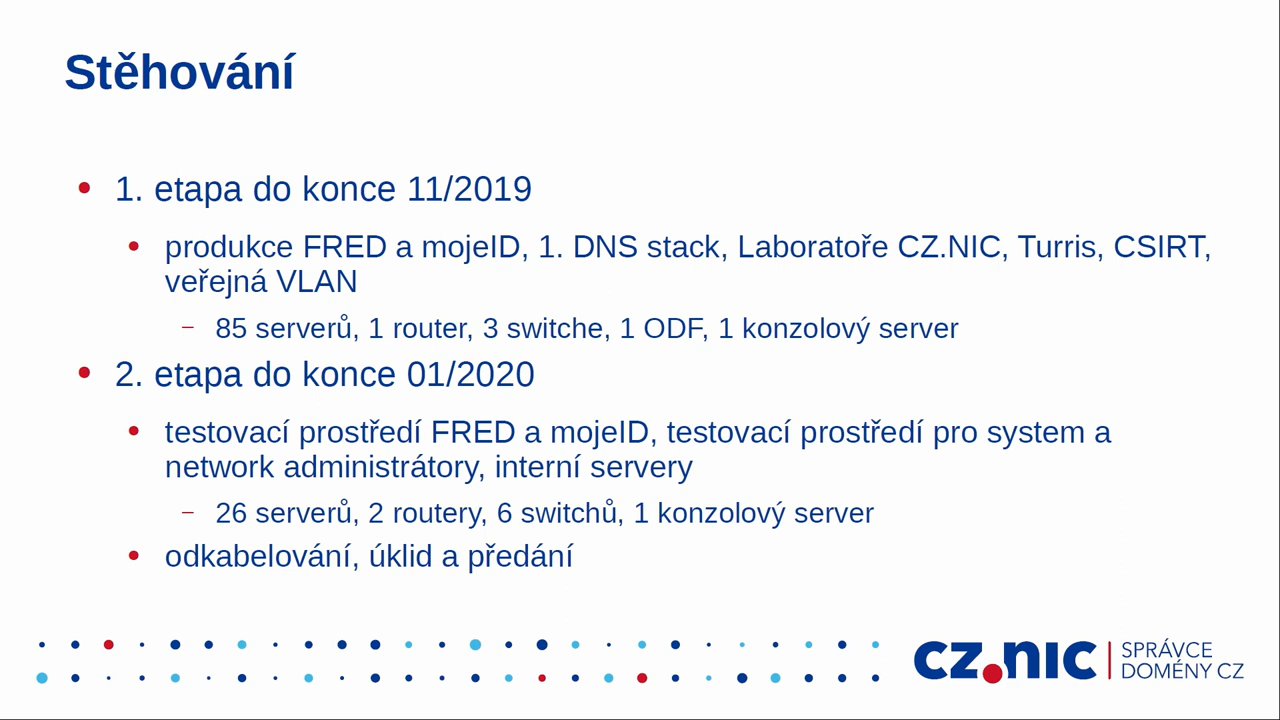 Stěhování
1. etapa do konce 11/2019
produkce FRED a mojeID, 1. DNS stack, Laboratoře CZ.NIC, Turris, CSIRT,
veřejná VLAN
– 85 serverů, 1 router, 3 switche, 1 ODF, 1 konzolový server
2. etapa do konce 01/2020
testovací prostředí FRED a mojeID, testovací prostředí pro system a
network administrátory, interní servery
– 26 serverů, 2 routery, 6 switchů, 1 konzolový server
odkabelování, úklid a předání
CZ.NIC
SPRÁVCE
DOMÉNY CZ